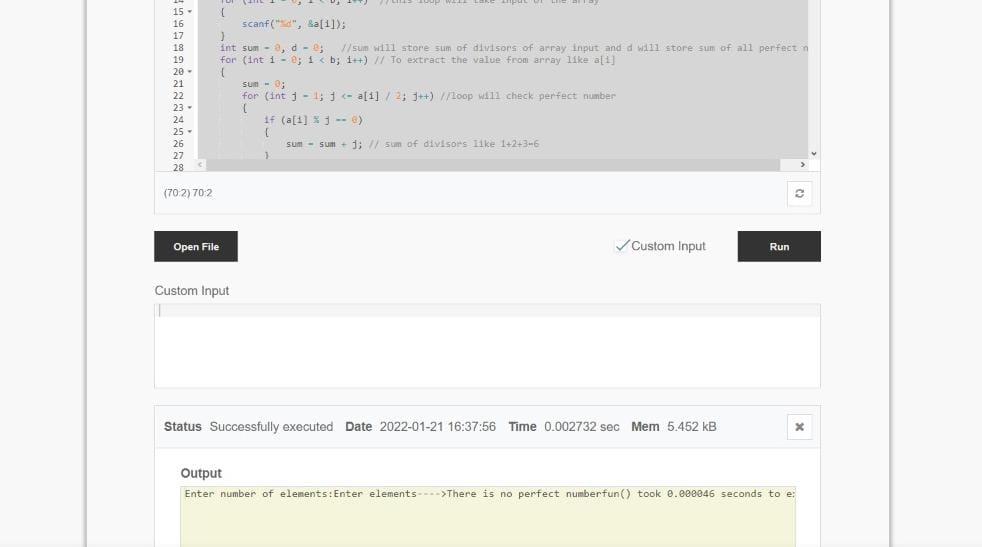 14 for (int i = 0; i < b; i++) //this loop will take input of the array
15 {
16 scanf("%d", &a[i]);
17 }
18 int sum = 0, d = 0; //sum will store sum of divisors of array input and d will store sum of all perfect n
19 for (int i = 0; i < b; i++) // To extract the value from array like a[i]
20 {
21 sum = 0;
22 for (int j = 1; j <= a[i] / 2; j++) //loop will check perfect number
23 {
24 if (a[i] % j == 0)
25 {
26 sum = sum + j; // sum of divisors like 1+2+3=6
27 }
28
(70:2) 70:2
Open File Custom Input Run
Custom Input
Status Successfully executed Date 2022-01-21 16:37:56 Time 0.002732 sec Mem 5.452 kB
Output
Enter number of elements:Enter elements---->There is no perfect numberfun() took 0.000046 seconds to ex